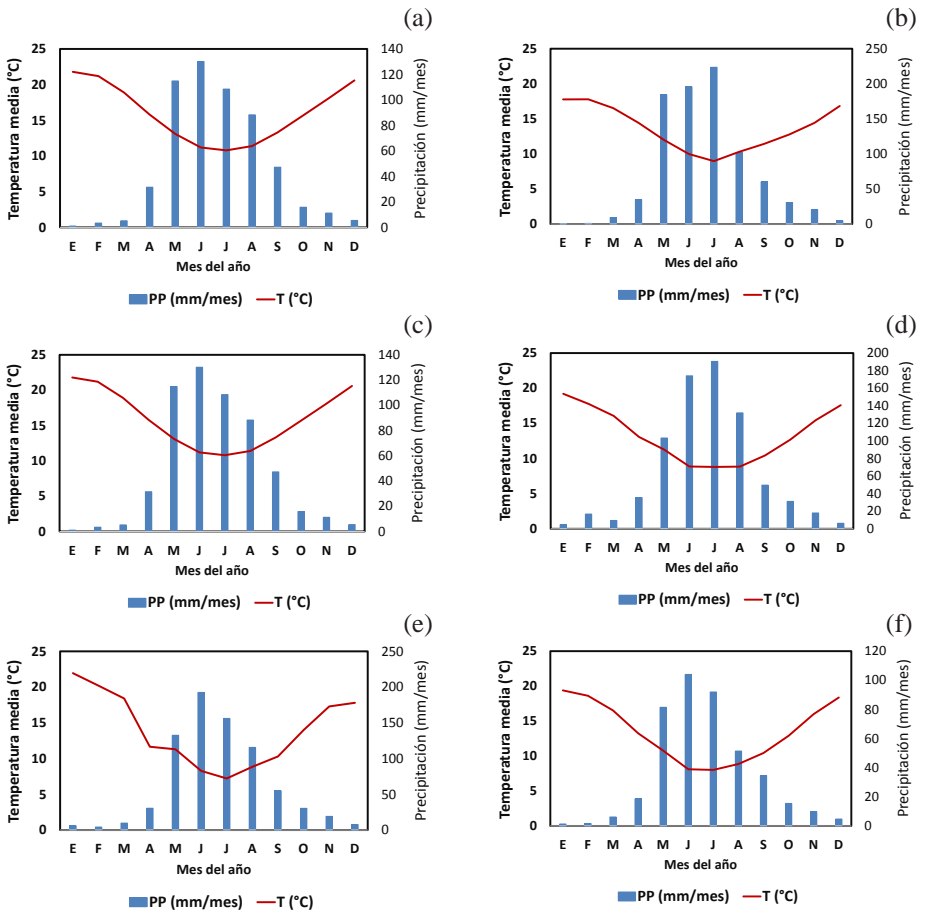 (a)
Temperatura media (°C)
25
20
15
10
5
0
140
120
100
80
60
40
20
0
Precipitación (mm/mes)
E F M A M J J A S O N D
Mes del año
PP (mm/mes) T (°C)
(b)
Temperatura media (°C)
25
20
15
10
5
0
250
200
150
100
50
0
Precipitación (mm/mes)
E F M A M J J A S O N D
Mes del año
PP (mm/mes) T (°C)
(c)
Temperatura media (°C)
25
20
15
10
5
0
140
120
100
80
60
40
20
0
Precipitación (mm/mes)
E F M A M J J A S O N D
Mes del año
PP (mm/mes) T (°C)
(d)
Temperatura media (°C)
25
20
15
10
5
0
200
180
160
140
120
100
80
60
40
20
0
Precipitación (mm/mes)
E F M A M J J A S O N D
Mes del año
PP (mm/mes) T (°C)
(e)
Temperatura media (°C)
25
20
15
10
5
0
250
200
150
100
50
0
Precipitación (mm/mes)
E F M A M J J A S O N D
Mes del año
PP (mm/mes) T (°C)
(f)
Temperatura media (°C)
25
20
15
10
5
0
120
100
80
60
40
20
0
Precipitación (mm/mes)
E F M A M J J A S O N D
Mes del año
PP (mm/mes) T (°C)